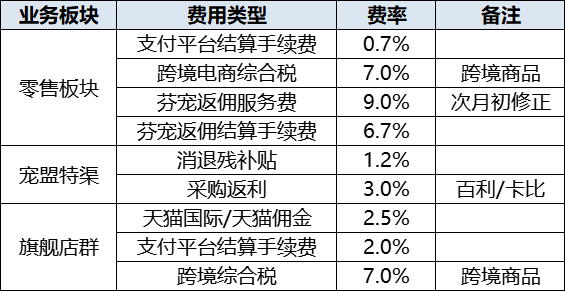 业务板块 费用类型 费率 备注
零售板块 支付平台结算手续费 0.7%
跨境电商综合税 7.0% 跨境商品
芬宠返佣服务费 9.0% 次月初修正
芬宠返佣结算手续费 6.7%
宠盟特渠 消退残补贴 1.2%
采购返利 3.0% 百利/卡比
旗舰店群 天猫国际/天猫佣金 2.5%
支付平台结算手续费 2.0%
跨境综合税 7.0% 跨境商品